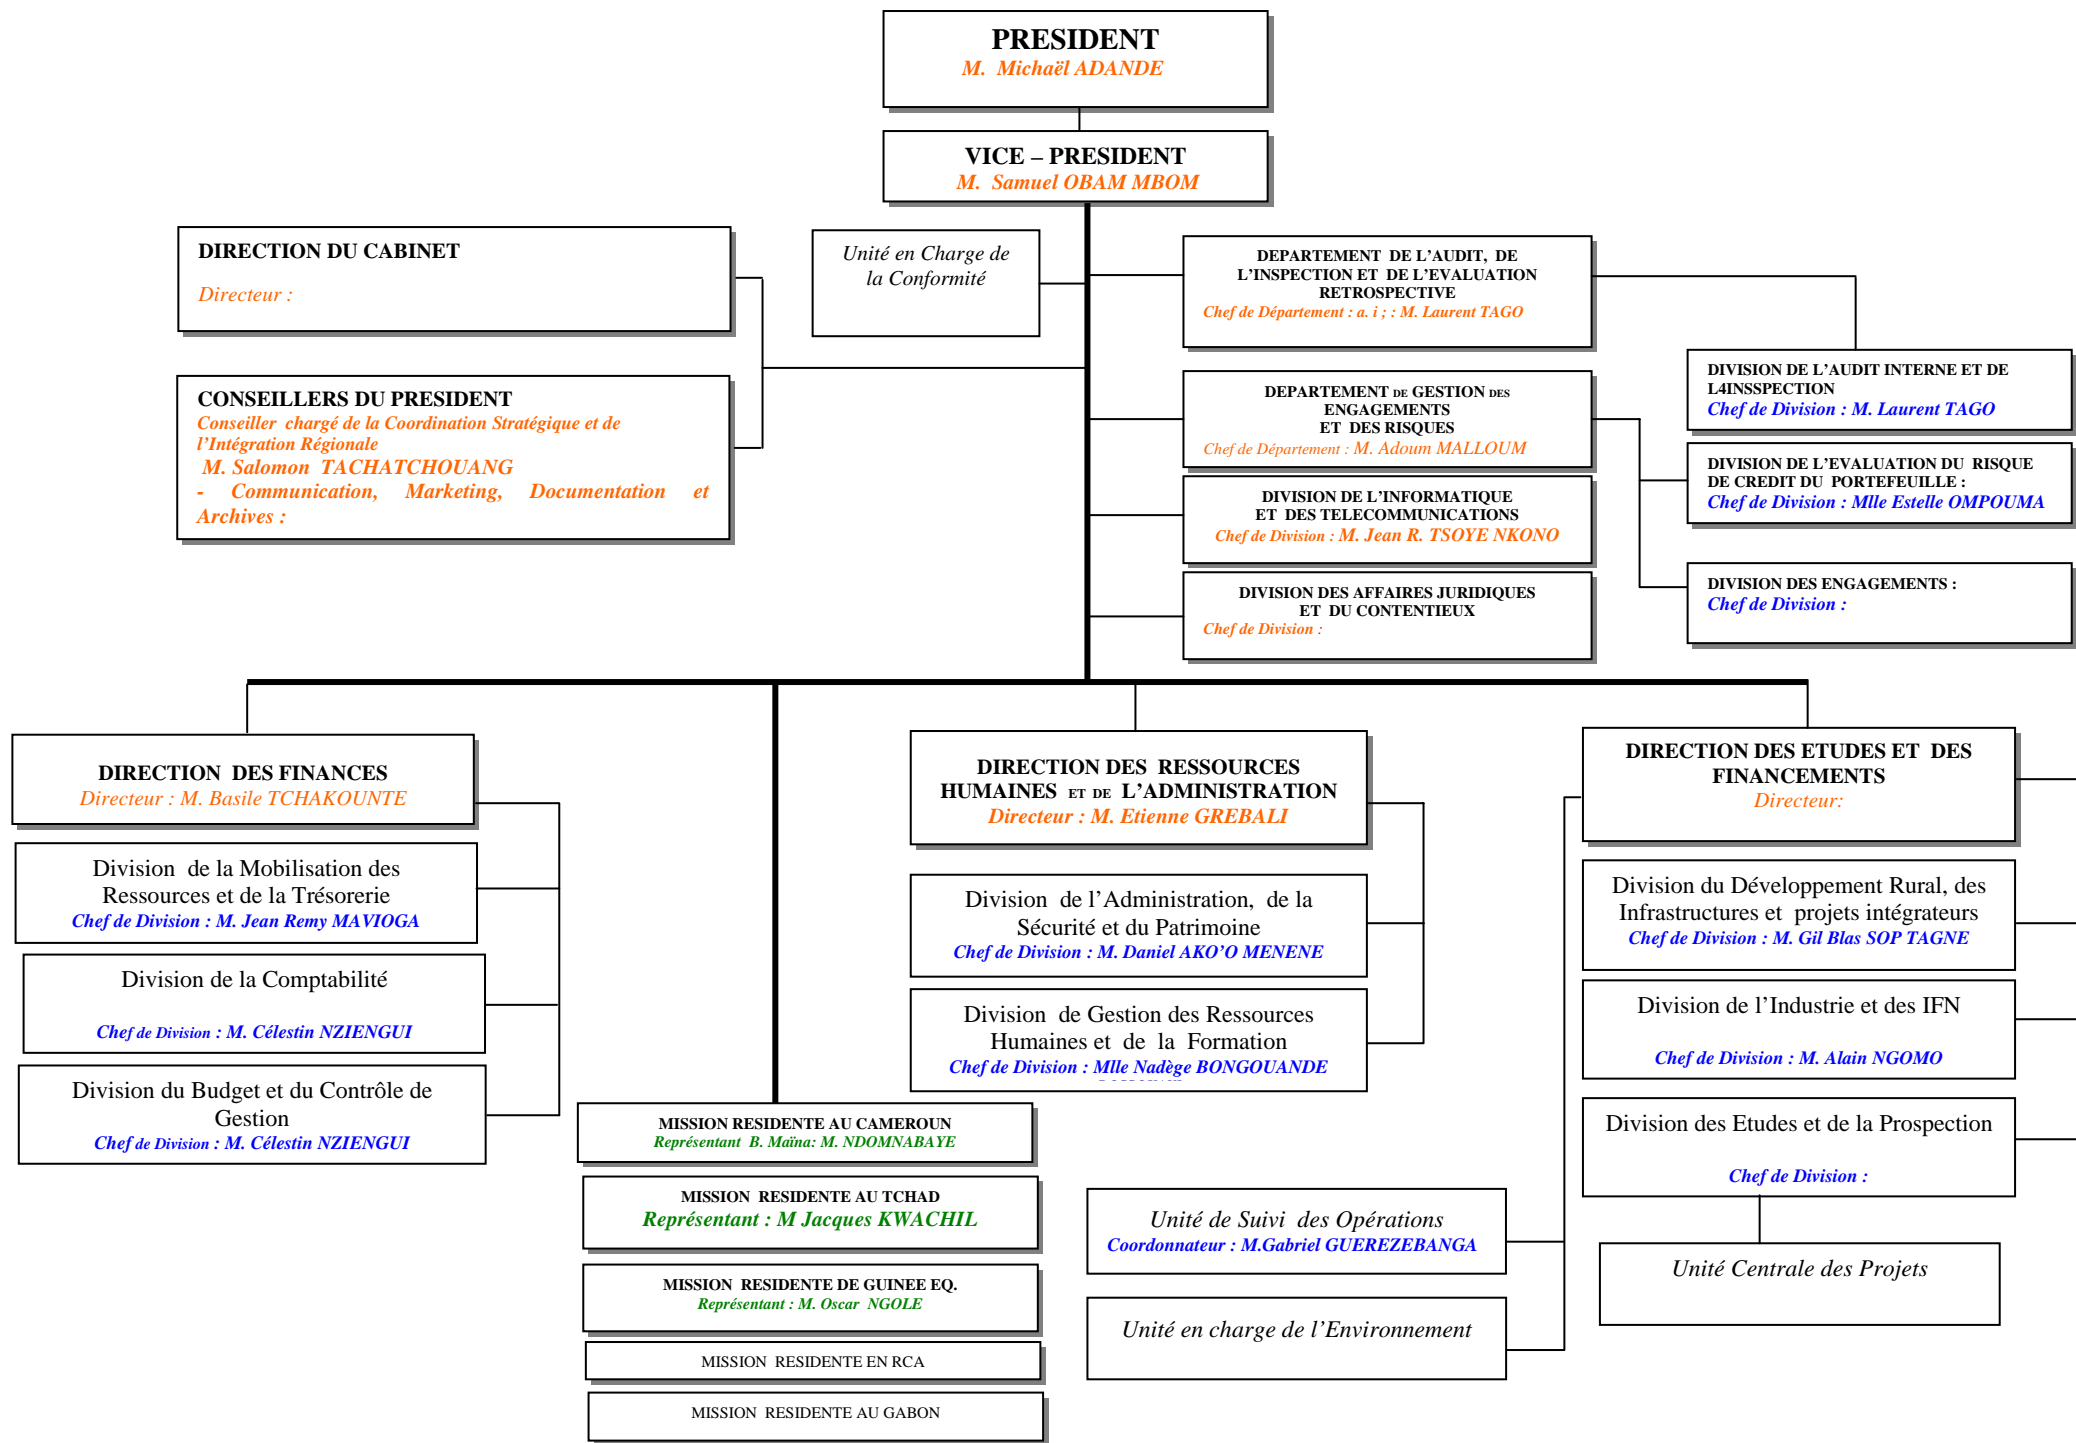 PRESIDENT
M. Michaël ADANDE
VICE – PRESIDENT
M. Samuel OBAM MBOM
DIRECTION DU CABINET
Directeur :
CONSEILLERS DU PRESIDENT
Conseiller chargé de la Coordination Stratégique et de
l'Intégration Régionale
M. Salomon TACHATCHOUANG
- Communication, Marketing, Documentation et
Archives :
Unité en Charge de
la Conformité
DEPARTEMENT DE L'AUDIT, DE
L'INSPECTION ET DE L'EVALUATION
RETROSPECTIVE
Chef de Département : a. i ; : M. Laurent TAGO
DEPARTEMENT DE GESTION DES
ENGAGEMENTS
ET DES RISQUES
Chef de Département : M. Adoum MALLOUM
DIVISION DE L'INFORMATIQUE
ET DES TELECOMMUNICATIONS
Chef de Division : M. Jean R. TSOYE NKONO
DIVISION DES AFFAIRES JURIDIQUES
ET DU CONTENTIEUX
Chef de Division :
DIVISION DE L'AUDIT INTERNE ET DE
L4INSSPECTION
Chef de Division : M. Laurent TAGO
DIVISION DE L'EVALUATION DU RISQUE
DE CREDIT DU PORTEFEUILLE :
Chef de Division : Mlle Estelle OMPOUMA
DIVISION DES ENGAGEMENTS :
Chef de Division :
DIRECTION DES FINANCES
Directeur : M. Basile TCHAKOUNTE
Division de la Mobilisation des
Ressources et de la Trésorerie
Chef de Division : M. Jean Remy MAVIOGA
Division de la Comptabilité
Chef de Division : M. Célestin NZIENGUI
Division du Budget et du Contrôle de
Gestion
Chef de Division : M. Célestin NZIENGUI
MISSION RESIDENTE AU CAMEROUN
Représentant B. Maïna: M. NDOMNABAYE
MISSION RESIDENTE AU TCHAD
Représentant : M Jacques KWACHIL
MISSION RESIDENTE DE GUINEE EQ.
Représentant : M. Oscar NGOLE
MISSION RESIDENTE EN RCA
MISSION RESIDENTE AU GABON
DIRECTION DES RESSOURCES
HUMAINES ET DE L'ADMINISTRATION
Directeur : M. Etienne GREBALI
Division de l'Administration, de la
Sécurité et du Patrimoine
Chef de Division : M. Daniel AKO'O MENENE
Division de Gestion des Ressources
Humaines et de la Formation
Chef de Division : Mlle Nadège BONGOUANDE
DIRECTION DES ETUDES ET DES
FINANCEMENTS
Directeur:
Division du Développement Rural, des
Infrastructures et projets intégrateurs
Chef de Division : M. Gil Blas SOP TAGNE
Division de l'Industrie et des IFN
Chef de Division : M. Alain NGOMO
Division des Etudes et de la Prospection
Chef de Division :
Unité de Suivi des Opérations
Coordonnateur : M.Gabriel GUEREZEBANGA
Unité en charge de l'Environnement
Unité Centrale des Projets